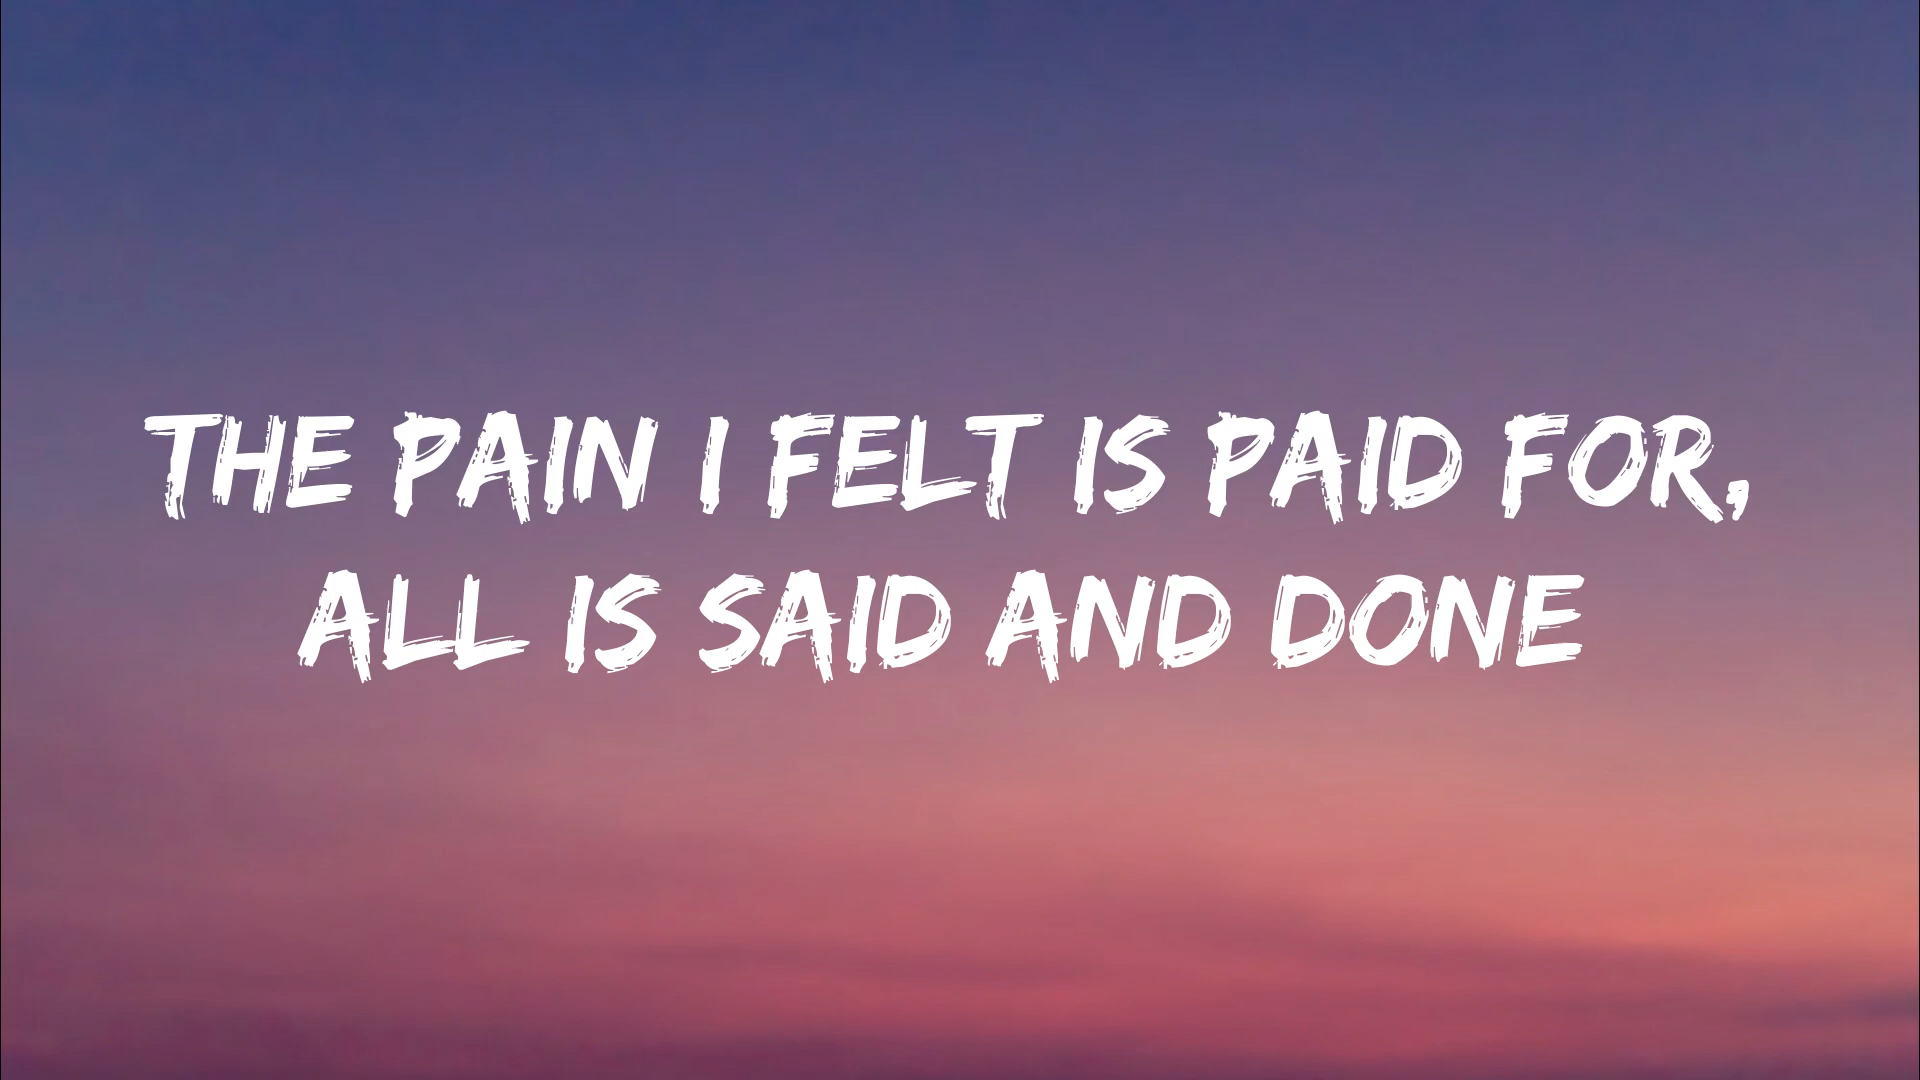 THE PAIN I FELT IS PAID FOR,
ALL IS SAID AND DONE